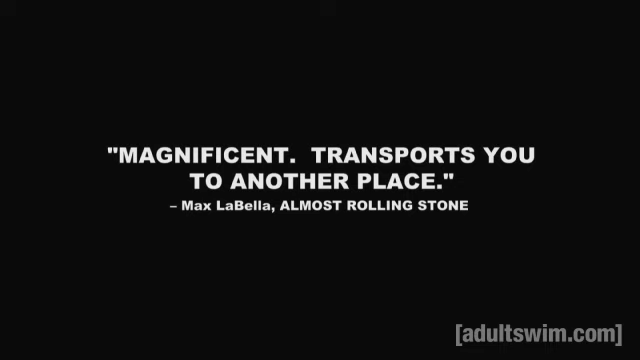 "MAGNIFICENT.  TRANSPORTS YOU
TO ANOTHER PLACE."
– Max LaBella, ALMOST ROLLING STONE
[adultswim.com]